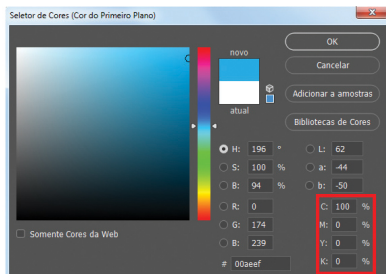 Seletor de Cores (Cor do Primeiro Plano)
novo
atual
OK
Cancelar
Adicionar a amostras
Bibliotecas de Cores
H: 196 °
S: 100 %
B: 94 %
R: 0
G: 174
B: 239
# 00aeef
L: 62
a: -44
b: -50
C: 100 %
M: 0 %
Y: 0 %
K: 0 %
Somente Cores da Web